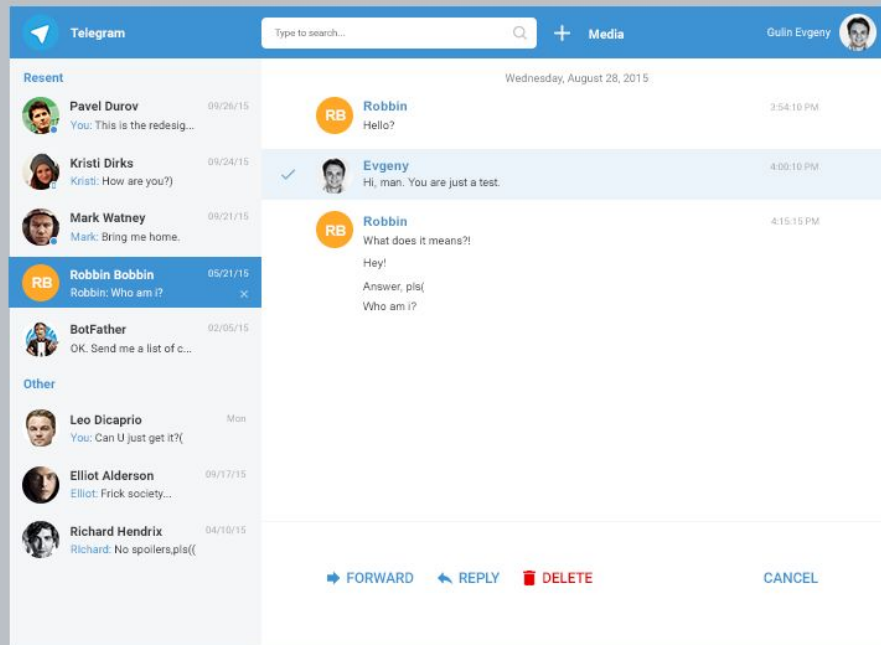 Telegram
Type to search...
Media
Gulin Evgeny
Resent
Pavel Durov 09/26/15
You: This is the redesig...
Kristi Dirks 09/24/15
Kristi: How are you?)
Mark Watney 09/21/15
Mark: Bring me home.
RB Robbin Bobbin 05/21/15
Robbin: Who am i?
BotFather 02/05/15
OK. Send me a list of c...
Other
Leo Dicaprio Mon
You: Can U just get it?(
Elliot Alderson 09/17/15
Elliot: Frick society...
Richard Hendrix 04/10/15
Richard: No spoilers,pls((
Wednesday, August 28, 2015
RB Robbin 3:54:10 PM
Hello?
Evgeny 4:00:10 PM
Hi, man. You are just a test.
RB Robbin 4:15:15 PM
What does it means?!
Hey!
Answer, pls(
Who am i?
FORWARD REPLY DELETE CANCEL